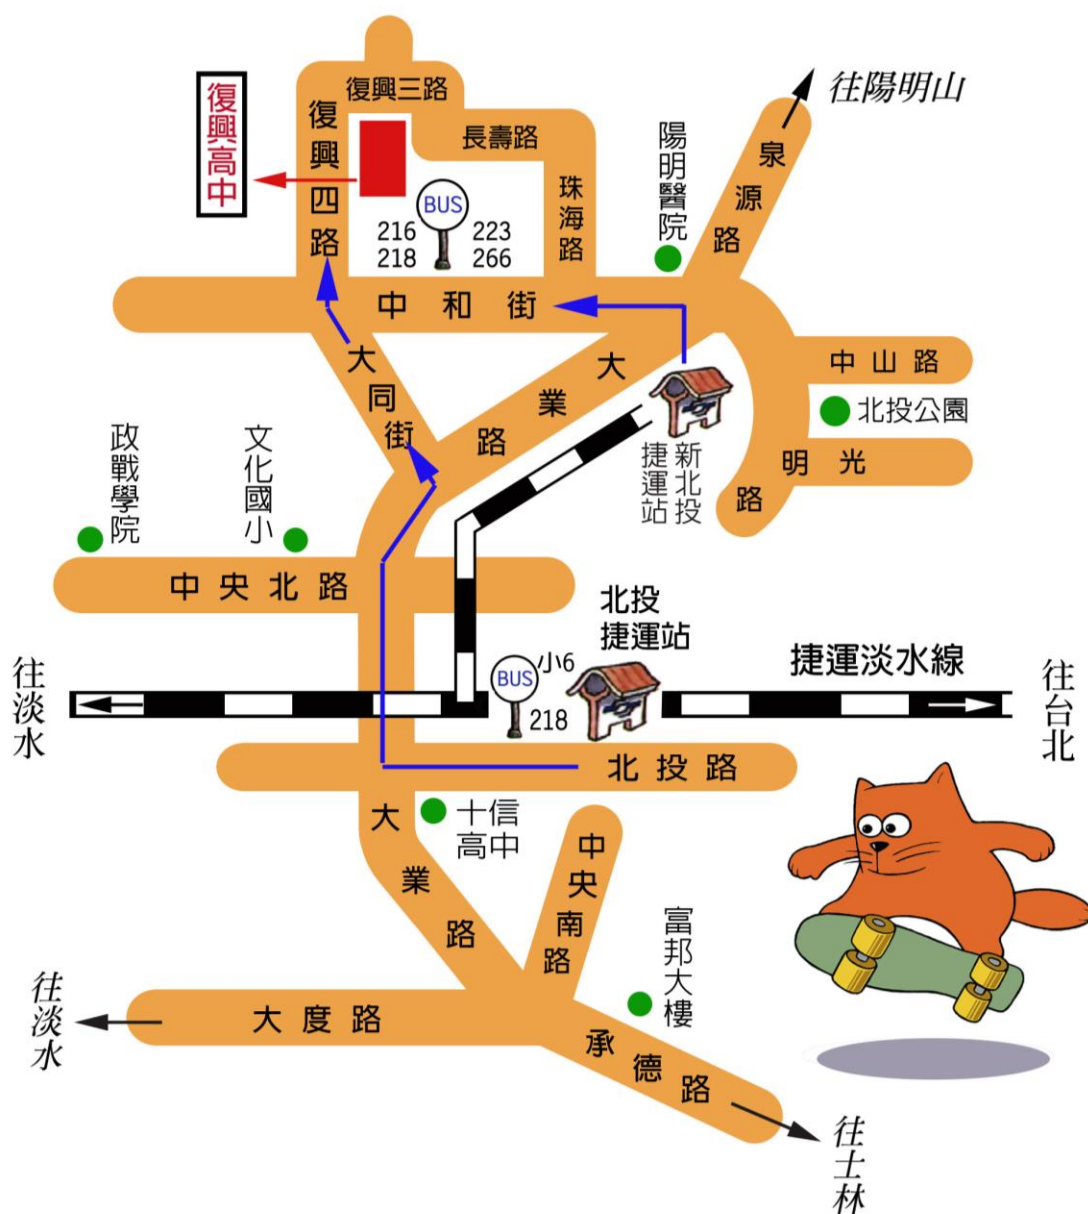 復興三路
往陽明山
復興高中
復興四路
長壽路
陽明醫院
泉源路
珠海路
BUS
216
223
218
266
中和街
大同街
大業路
中山路
北投公園
新北投
捷運站
明光路
政戰學院
文化國小
中央北路
北投
捷運站
往淡水
BUS
小6
218
捷運淡水線
往台北
北投路
十信
高中
大業路
中央南路
富邦大樓
往淡水
大度路
承德路
往士林